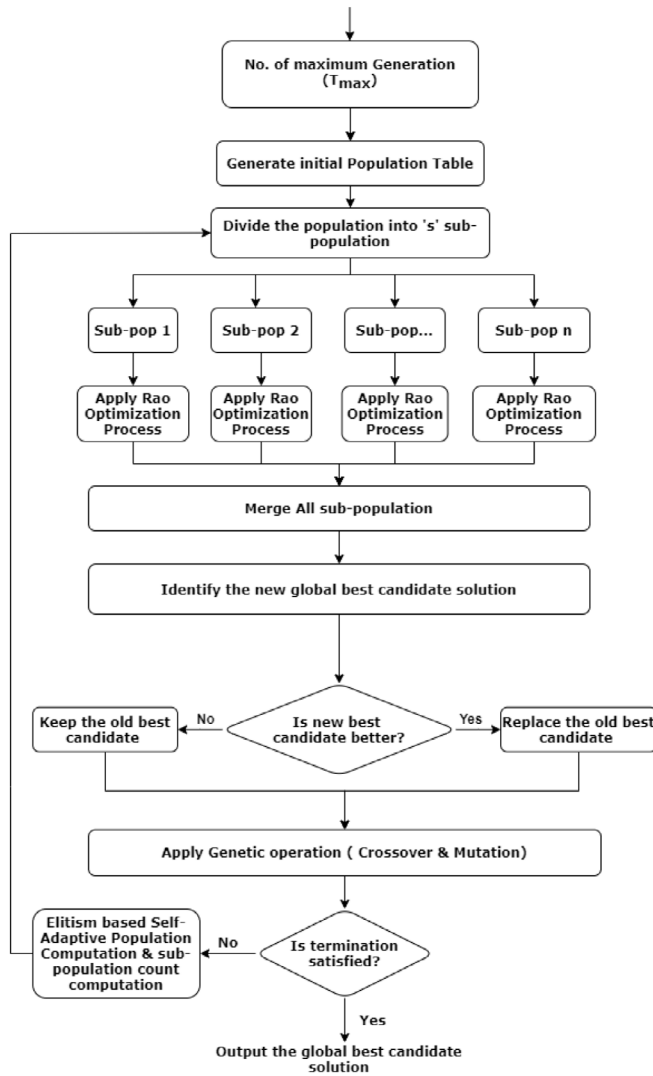 No. of maximum Generation
(Tmax)
Generate initial Population Table
Divide the population into 's' sub-
population
Sub-pop 1
Sub-pop 2
Sub-pop...
Sub-pop n
Apply Rao
Optimization
Process
Apply Rao
Optimization
Process
Apply Rao
Optimization
Process
Apply Rao
Optimization
Process
Merge All sub-population
Identify the new global best candidate solution
Keep the old best
candidate
No
Is new best
candidate better?
Yes
Replace the old best
candidate
Apply Genetic operation ( Crossover & Mutation)
Elitism based Self-
Adaptive Population
Computation & sub-
population count
computation
No
Is termination
satisfied?
Yes
Output the global best candidate
solution